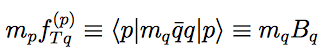 $m_p f_{Tq}^{(p)} \equiv \langle p | m_q \bar{q} q | p \rangle \equiv m_q B_q$